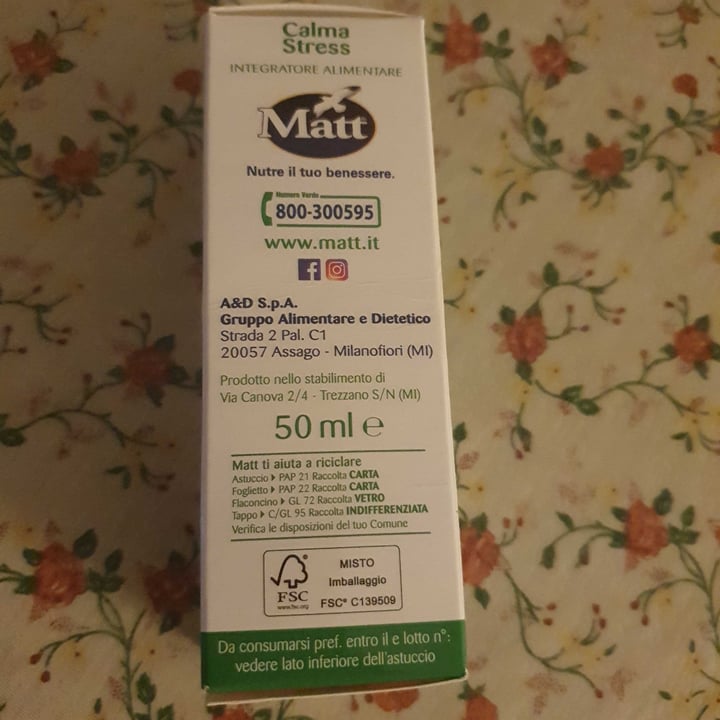 Calma
Stress
INTEGRATORE ALIMENTARE
Matt
Nutre il tuo benessere.
Numero Verde
800-300595
www.matt.it
A&D S.p.A.
Gruppo Alimentare e Dietetico
Strada 2 Pal. C1
20057 Assago - Milanofiori (MI)
Prodotto nello stabilimento di
Via Canova 2/4 - Trezzano S/N (MI)
50 ml e
Matt ti aiuta a riciclare
Astuccio PAP 21 Raccolta CARTA
Foglietto PAP 22 Raccolta CARTA
Flaconcino GL 72 Raccolta VETRO
Tappo C/GL 95 Raccolta INDIFFERENZIATA
Verifica le disposizioni del tuo Comune
FSC
www.fsc.org
MISTO
Imballaggio
FSC® C139509
Da consumarsi pref. entro il e lotto n°:
vedere lato inferiore dell'astuccio